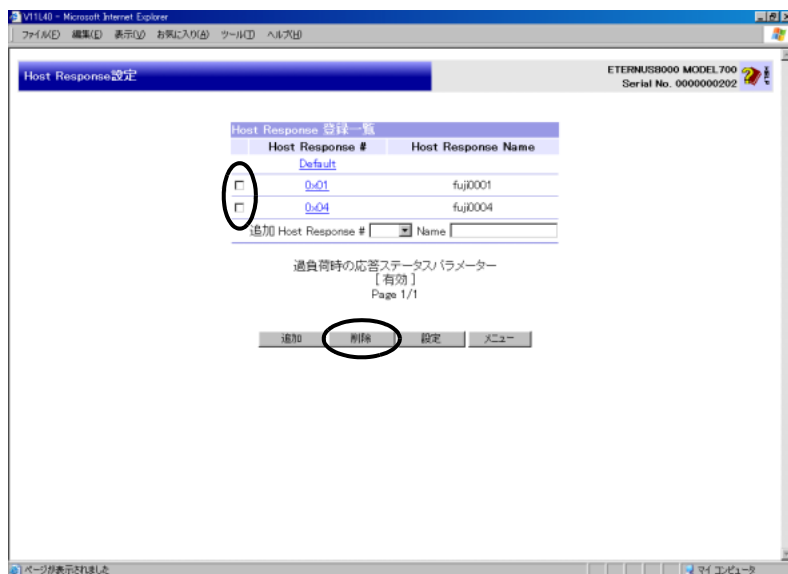 V11L40 - Microsoft Internet Explorer
ファイル(F) 編集(E) 表示(V) お気に入り(A) ツール(T) ヘルプ(H)
Host Response設定
ETERNUS8000 MODEL700
Serial No. 0000000202
Host Response 登録一覧
Host Response # Host Response Name
Default
0x01 fuji0001
0x04 fuji0004
追加 Host Response # Name
過負荷時の応答ステータスパラメーター
[ 有効 ]
Page 1/1
追加 削除 設定 メニュー
ページが表示されました マイ コンピュータ